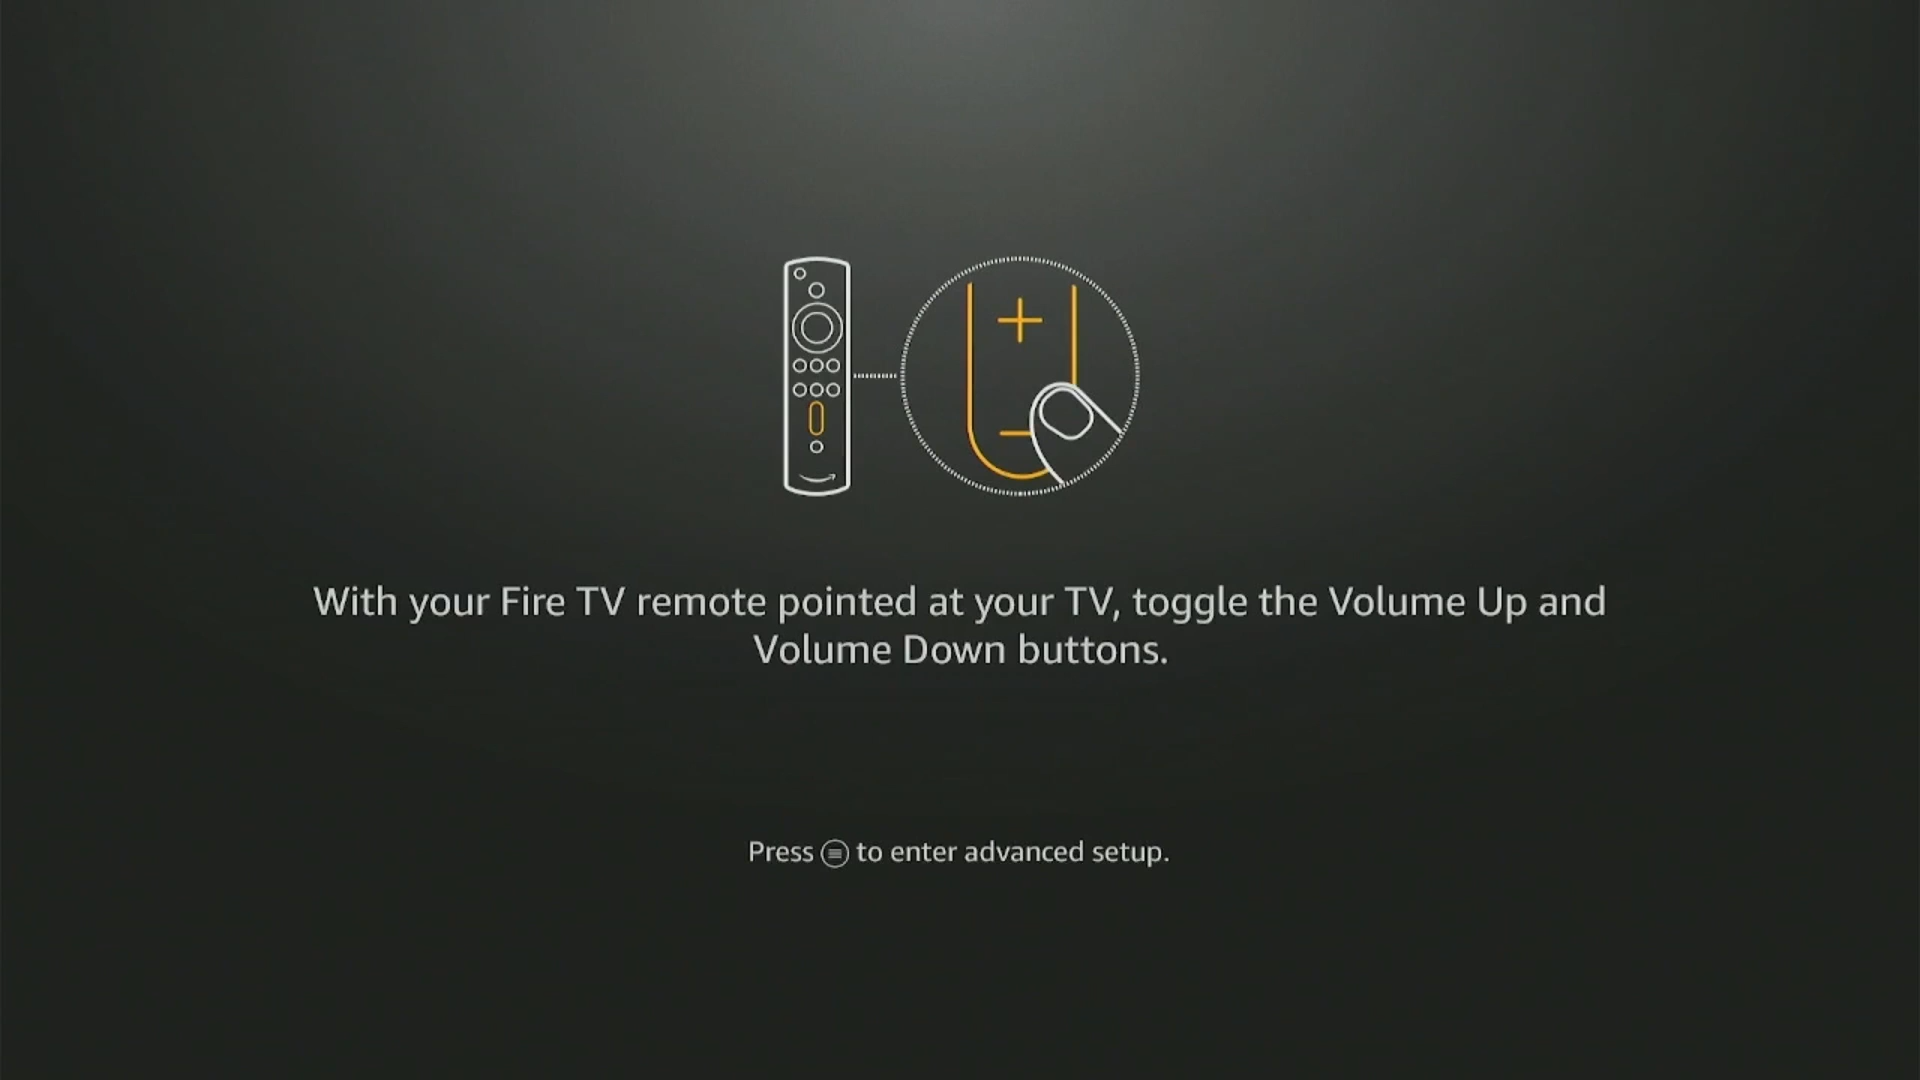 With your Fire TV remote pointed at your TV, toggle the Volume Up and
Volume Down buttons.
Press to enter advanced setup.